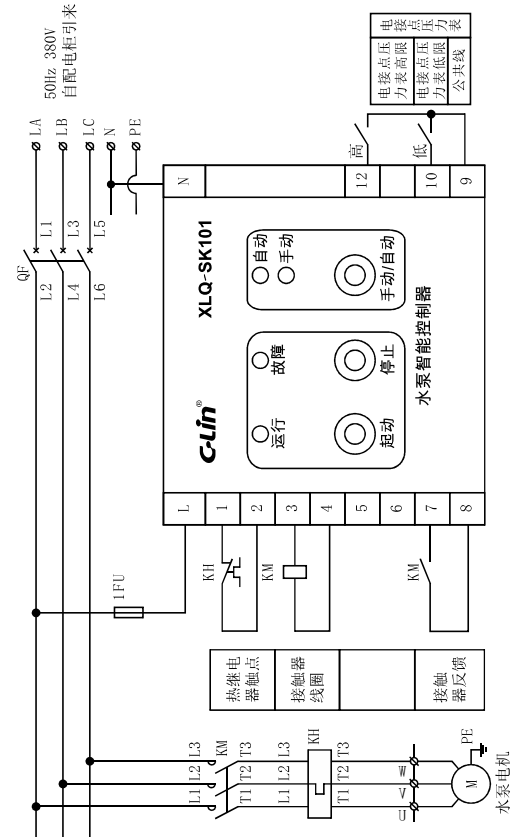 50Hz 380V
自配电柜引来
LA
LB
LC
N
PE
QF
L1
L3
L5
L2
L4
L6
电接点压力表
电接点压力表高限
电接点压力表低限
公共线
高
低
N
12
10
9
XLQ-SK101
自动
手动
手动/自动
C-Lin®
运行
故障
起动
停止
水泵智能控制器
L
1
2
3
4
5
6
7
8
1FU
KH
KM
KM
热继电
器触点
接触器
线圈
接触
器反馈
L1
L2
L3
KM
T1
T2
T3
L1
L2
L3
KH
T1
T2
T3
U
V
W
M
PE
水泵电机